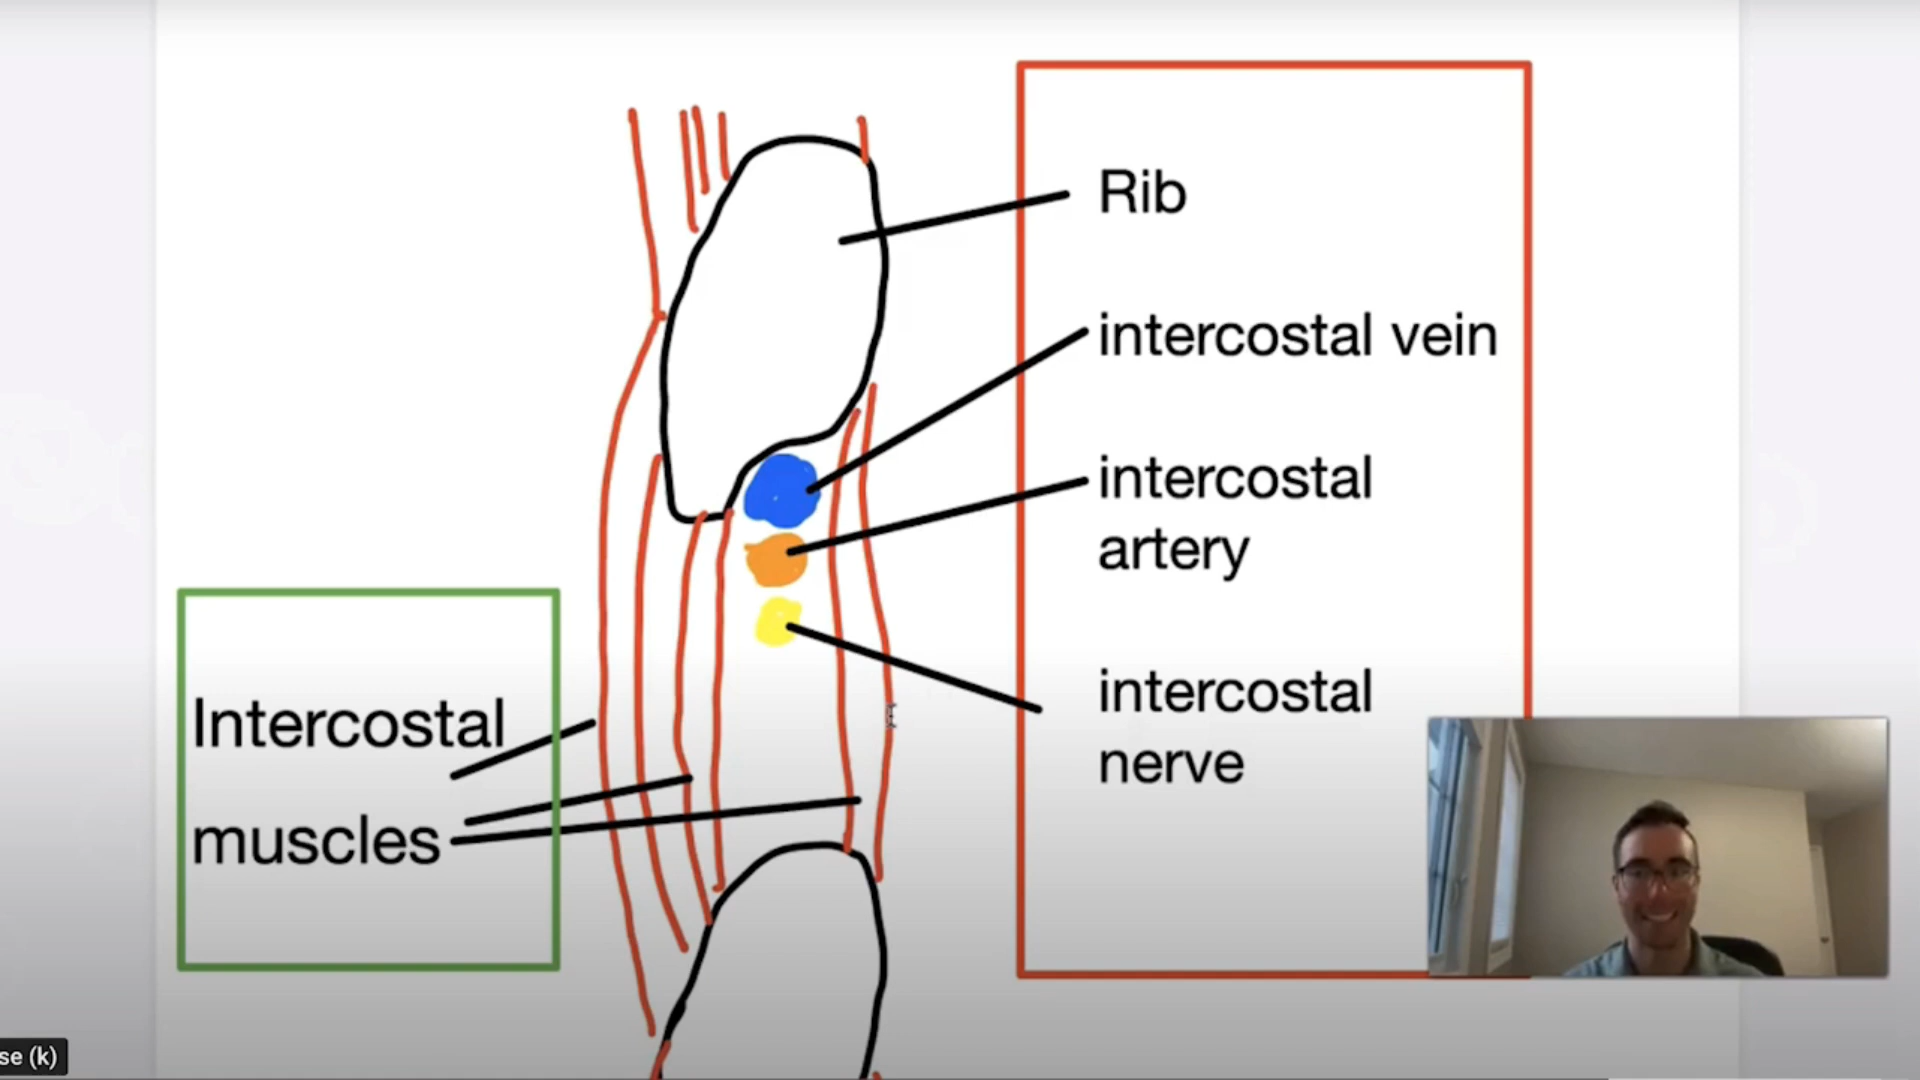 Rib
intercostal vein
intercostal
artery
intercostal
nerve
Intercostal
muscles
se (k)